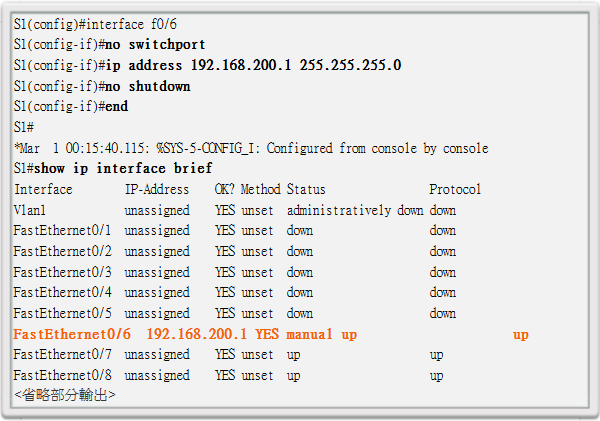 S1(config)#interface f0/6
S1(config-if)#no switchport
S1(config-if)#ip address 192.168.200.1 255.255.255.0
S1(config-if)#no shutdown
S1(config-if)#end
S1#
*Mar  1 00:15:40.115: %SYS-5-CONFIG_I: Configured from console by console
S1#show ip interface brief
Interface IP-Address OK? Method Status Protocol
Vlan1 unassigned YES unset administratively down down
FastEthernet0/1 unassigned YES unset down down
FastEthernet0/2 unassigned YES unset down down
FastEthernet0/3 unassigned YES unset down down
FastEthernet0/4 unassigned YES unset down down
FastEthernet0/5 unassigned YES unset down down
FastEthernet0/6 192.168.200.1 YES manual up up
FastEthernet0/7 unassigned YES unset up up
FastEthernet0/8 unassigned YES unset up up
<省略部分輸出>